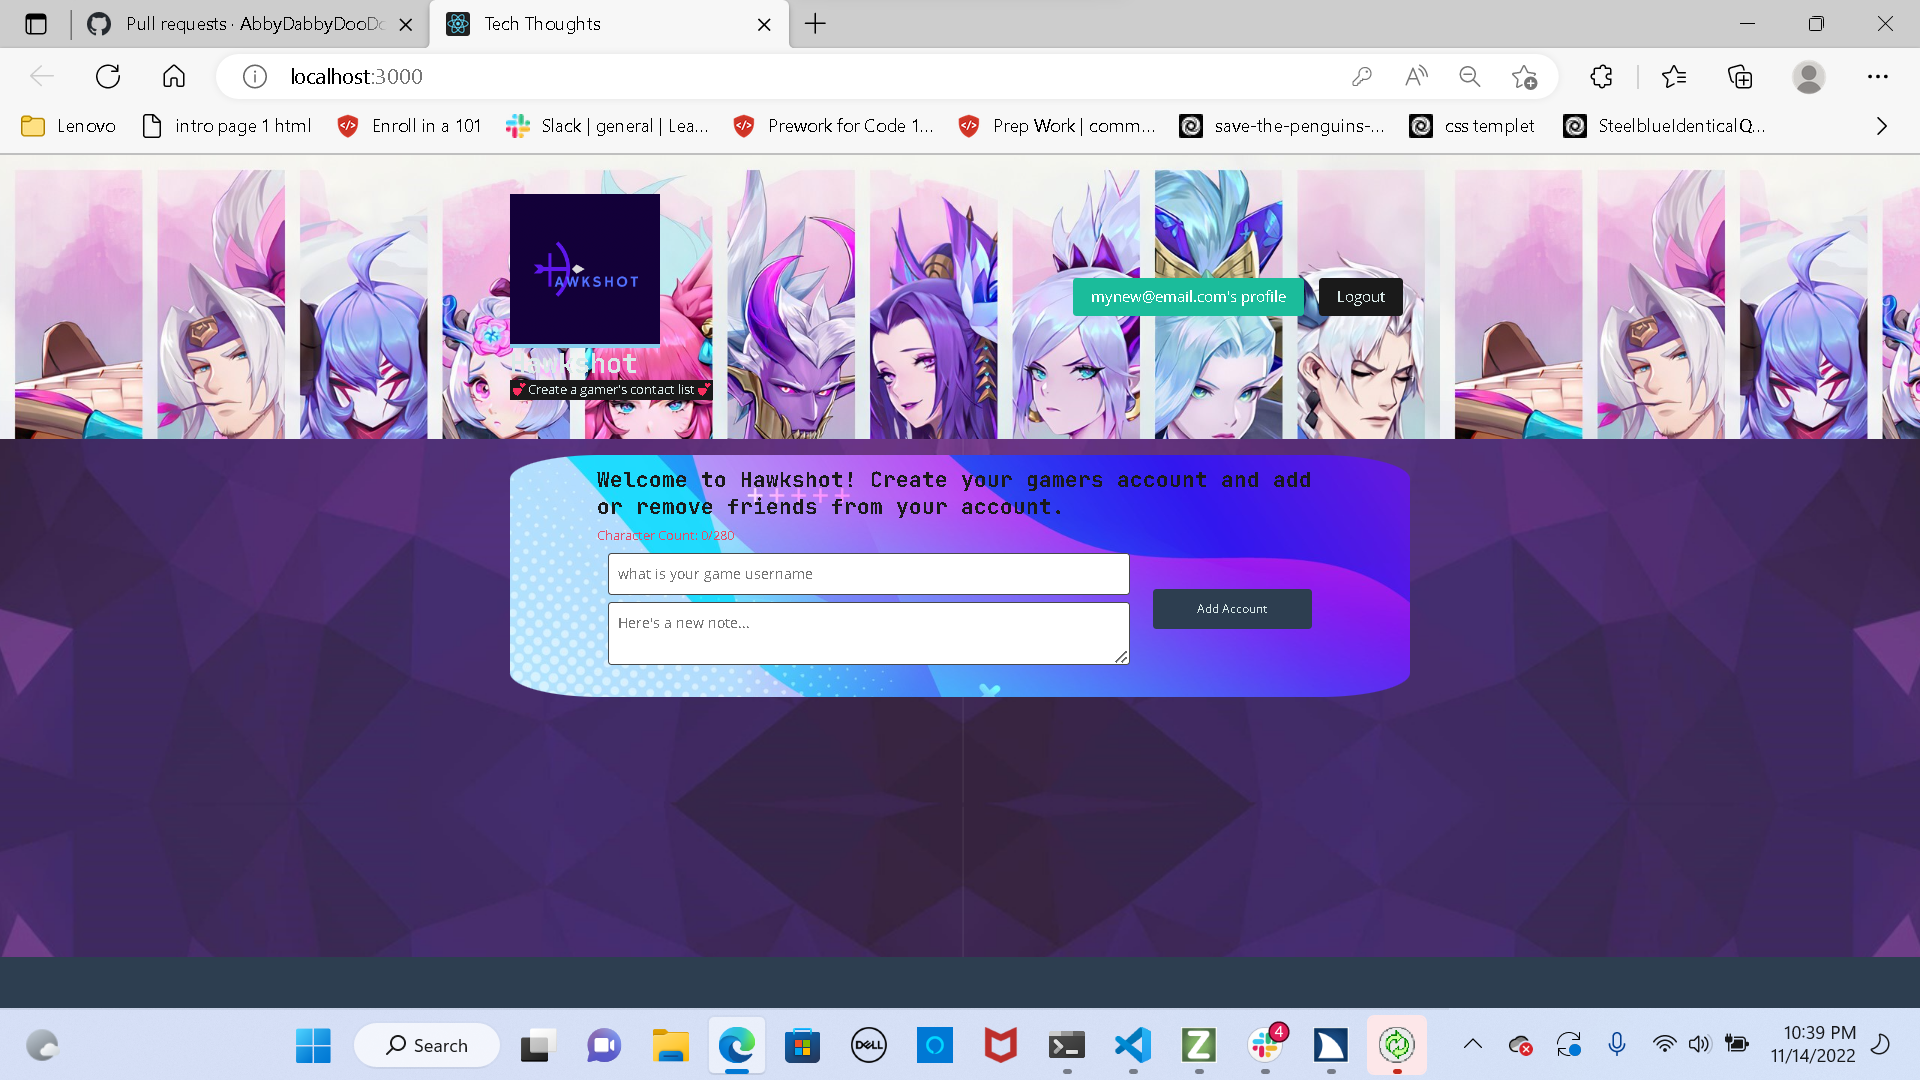 Pull requests · AbbyDabbyDooDo
Tech Thoughts
localhost:3000
Lenovo
intro page 1 html
Enroll in a 101
Slack | general | Lea...
Prework for Code 1...
Prep Work | comm...
save-the-penguins-...
css templet
SteelblueIdentical Q...
HAWKSHOT
Hawkshot
💕Create a gamer's contact list💕
mynew@email.com's profile
Logout
Welcome to Hawkshot! Create your gamers account and add
or remove friends from your account.
Character Count: 0/280
what is your game username
Here's a new note...
Add Account
Search
DELL
4
10:39 PM
11/14/2022